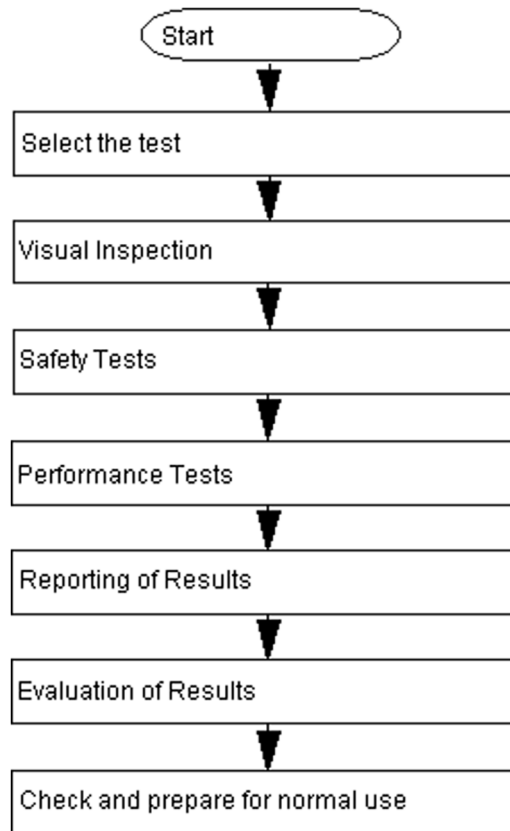 Start
Select the test
Visual Inspection
Safety Tests
Performance Tests
Reporting of Results
Evaluation of Results
Check and prepare for normal use